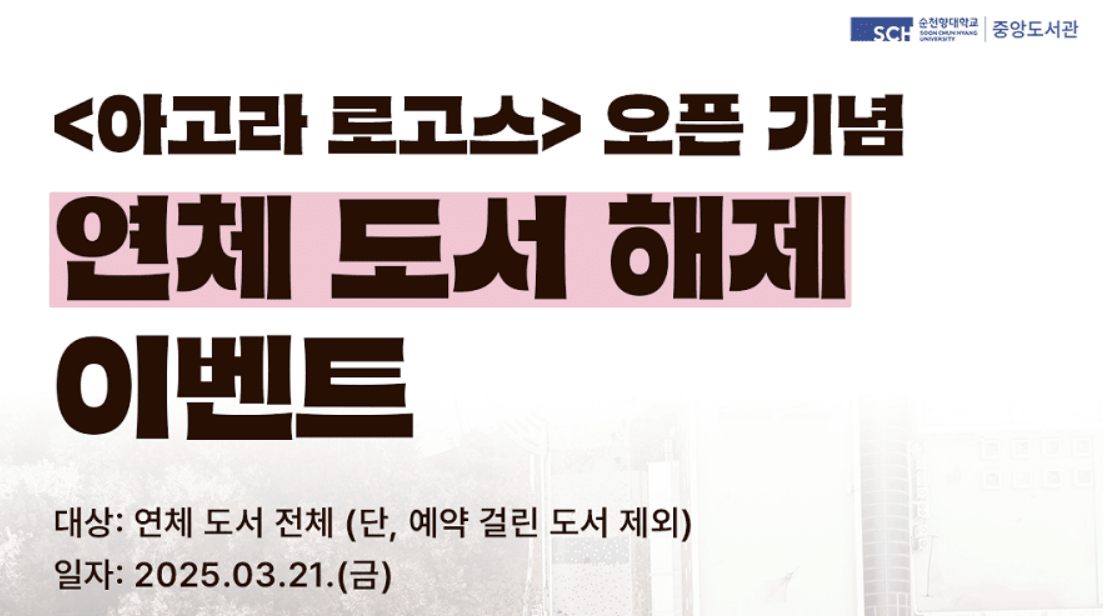 SCH 순천향대학교 SOON CHUN HYANG UNIVERSITY 중앙도서관
<아고라 로고스> 오픈 기념
연체 도서 해제
이벤트
대상: 연체 도서 전체 (단, 예약 걸린 도서 제외)
일자: 2025.03.21.(금)